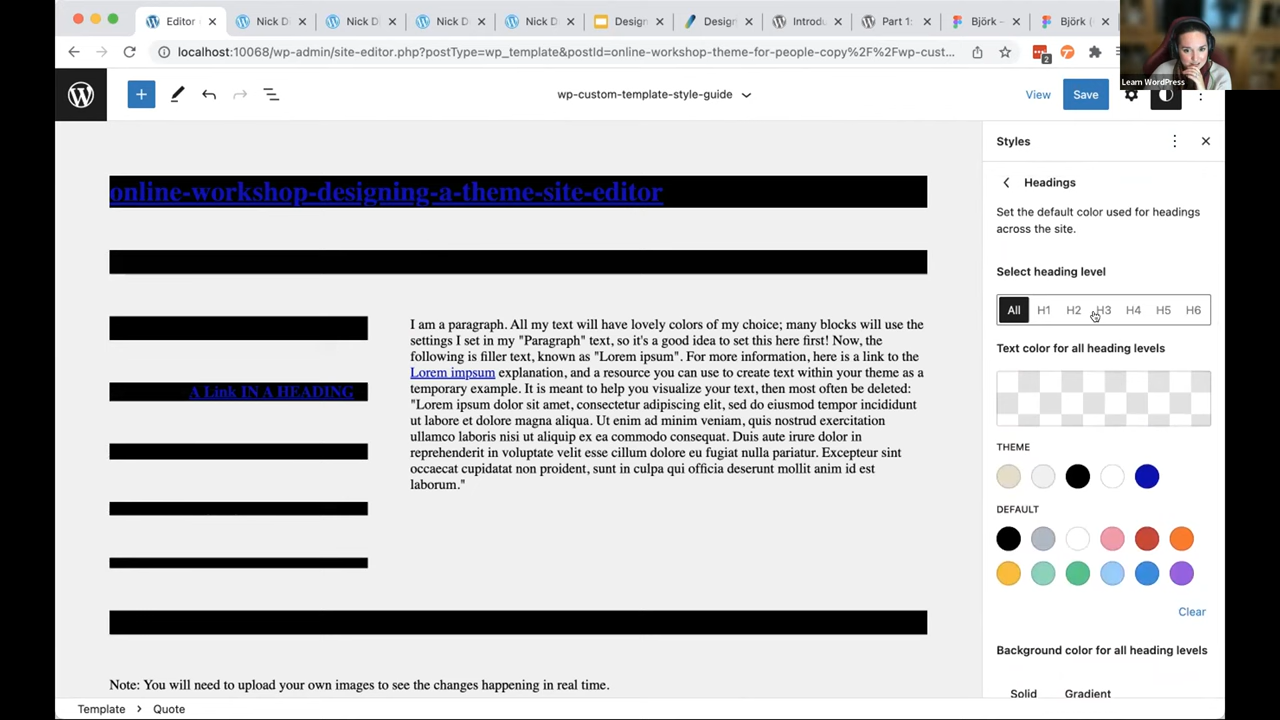 Editor
Nick D
Nick D
Nick D
Nick D
Design
Design
Introdu
Part 1:
Björk –
Björk (
localhost:10068/wp-admin/site-editor.php?postType=wp_template&postId=online-workshop-theme-for-people-copy%2F%2Fwp-cust...
2
Learn WordPress
wp-custom-template-style-guide
View
Save
online-workshop-designing-a-theme-site-editor
A Link IN A HEADING
I am a paragraph. All my text will have lovely colors of my choice; many blocks will use the
settings I set in my "Paragraph" text, so it's a good idea to set this here first! Now, the
following is filler text, known as "Lorem ipsum". For more information, here is a link to the
Lorem impsum explanation, and a resource you can use to create text within your theme as a
temporary example. It is meant to help you visualize your text, then most often be deleted:
"Lorem ipsum dolor sit amet, consectetur adipiscing elit, sed do eiusmod tempor incididunt
ut labore et dolore magna aliqua. Ut enim ad minim veniam, quis nostrud exercitation
ullamco laboris nisi ut aliquip ex ea commodo consequat. Duis aute irure dolor in
reprehenderit in voluptate velit esse cillum dolore eu fugiat nulla pariatur. Excepteur sint
occaecat cupidatat non proident, sunt in culpa qui officia deserunt mollit anim id est
laborum."
Note: You will need to upload your own images to see the changes happening in real time.
Styles
Headings
Set the default color used for headings
across the site.
Select heading level
All H1 H2 H3 H4 H5 H6
Text color for all heading levels
THEME
DEFAULT
Clear
Background color for all heading levels
Solid Gradient
Template > Quote